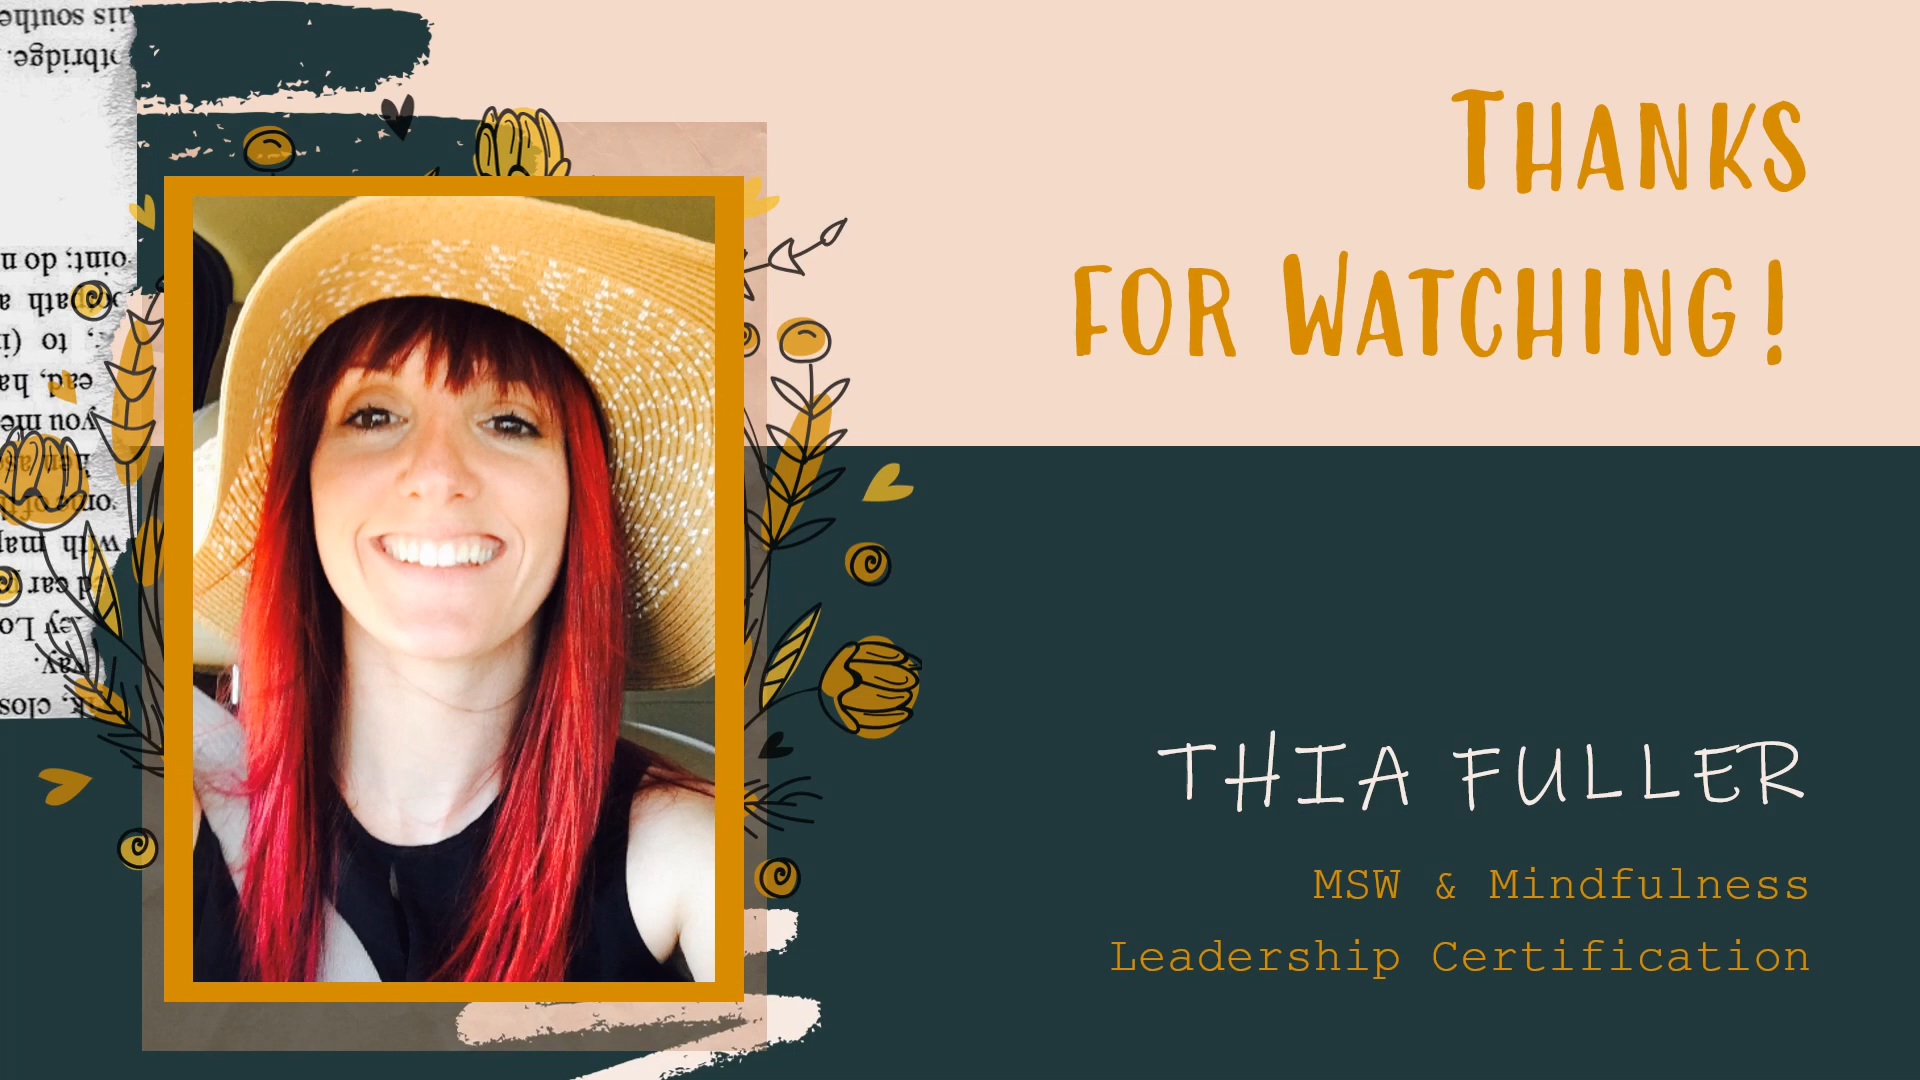 THANKS
FOR WATCHING!
THIA FULLER
MSW & Mindfulness
Leadership Certification